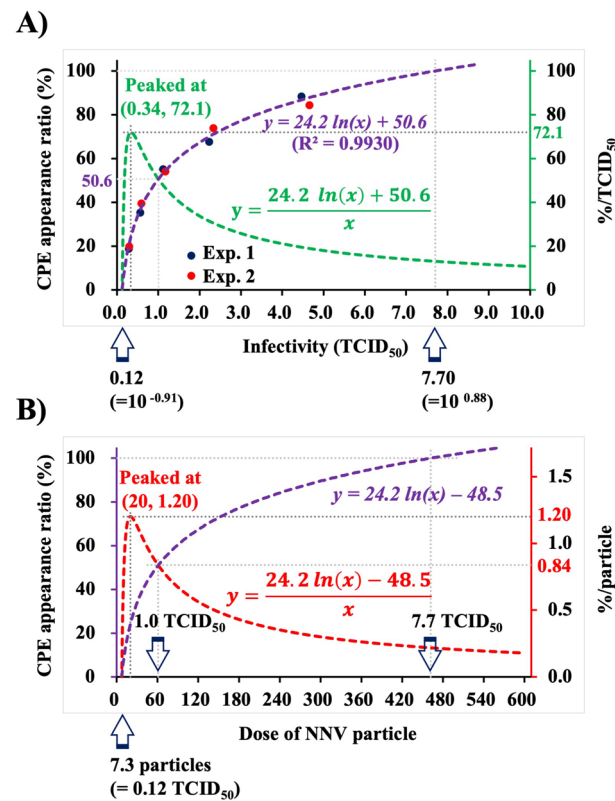 A)
CPE appearance ratio (%)
100
80
60
50.6
40
20
0
Peaked at
(0.34, 72.1)
y = 24.2 ln(x) + 50.6
(R² = 0.9930)
y = (24.2 ln(x) + 50.6) / x
Exp. 1
Exp. 2
100
80
72.1
60
40
20
0
%/TCID₅₀
0.0 1.0 2.0 3.0 4.0 5.0 6.0 7.0 8.0 9.0 10.0
Infectivity (TCID₅₀)
0.12
(=10 ⁻⁰·⁹¹)
7.70
(=10 ⁰·⁸⁸)
B)
CPE appearance ratio (%)
100
80
60
40
20
0
Peaked at
(20, 1.20)
y = 24.2 ln(x) − 48.5
y = (24.2 ln(x) − 48.5) / x
1.0 TCID₅₀
7.7 TCID₅₀
1.5
1.20
1.0
0.84
0.5
0.0
%/particle
0 60 120 180 240 300 360 420 480 540 600
Dose of NNV particle
7.3 particles
(= 0.12 TCID₅₀)